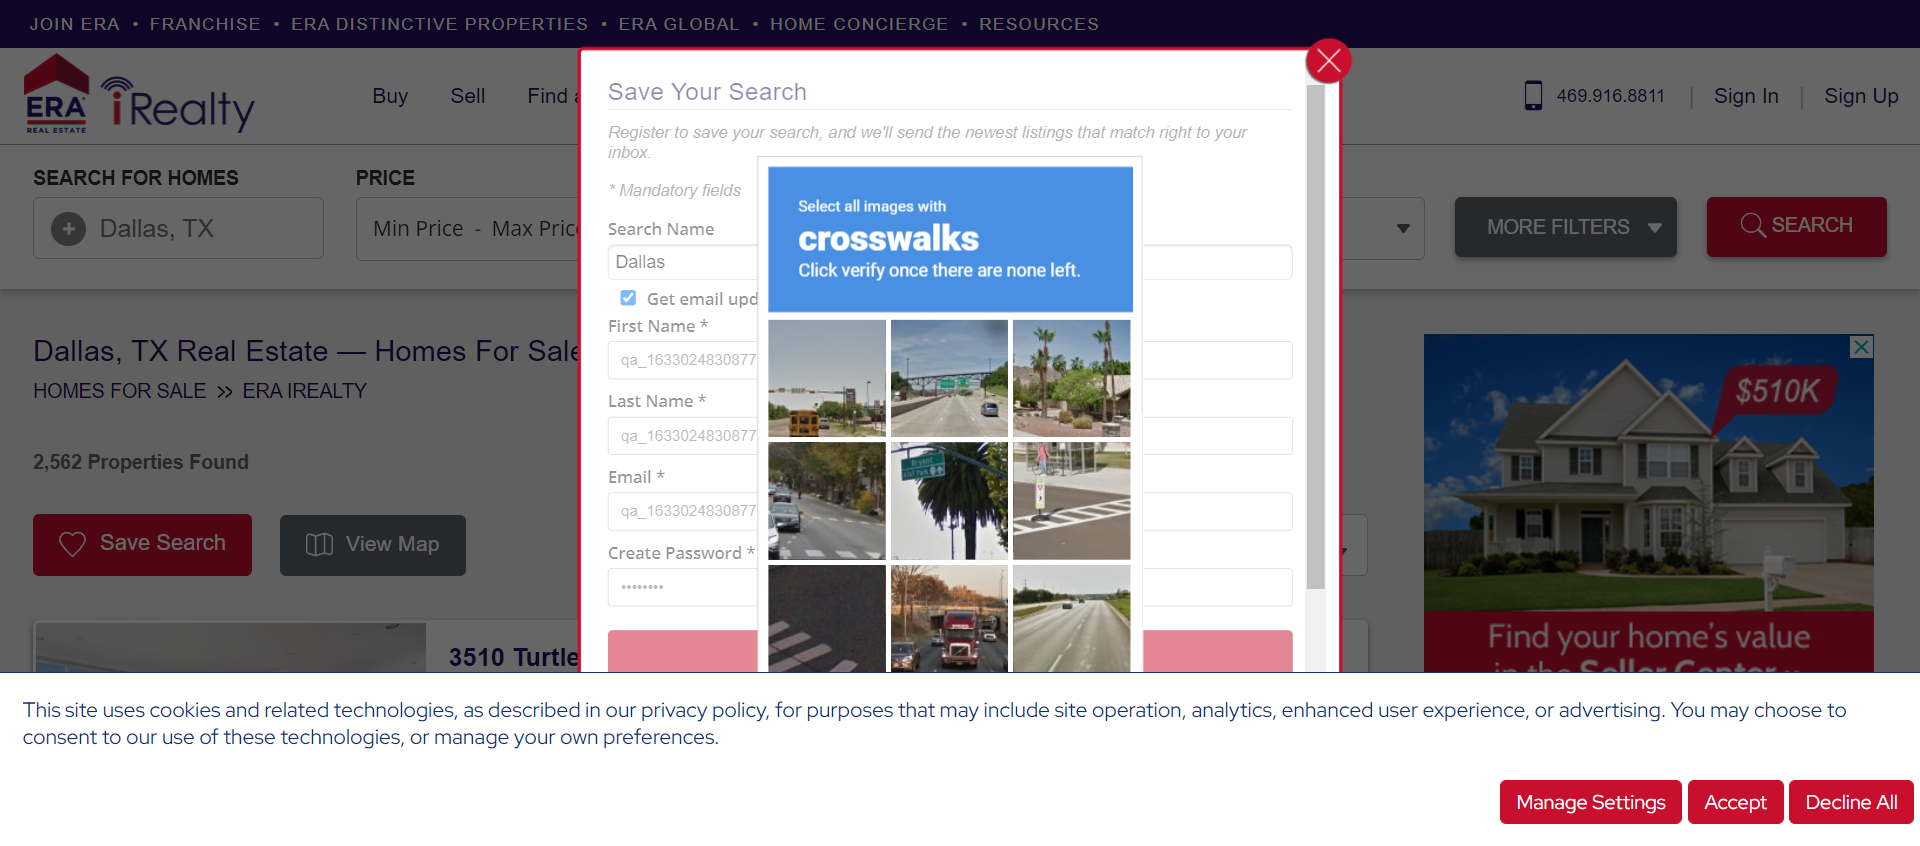 JOIN ERA • FRANCHISE • ERA DISTINCTIVE PROPERTIES • ERA GLOBAL • HOME CONCIERGE • RESOURCES
ERA
REAL ESTATE
iRealty
Buy
Sell
Find a
469.916.8811
Sign In
Sign Up
SEARCH FOR HOMES
Dallas, TX
PRICE
Min Price - Max Pric
MORE FILTERS
SEARCH
Save Your Search
Register to save your search, and we'll send the newest listings that match right to your
inbox.
* Mandatory fields
Search Name
Dallas
Get email upd
First Name *
qa_1633024830877
Last Name *
qa_1633024830877
Email *
qa_1633024830877
Create Password *
••••••••
Select all images with
crosswalks
Click verify once there are none left.
Bryant
Dallas, TX Real Estate — Homes For Sale
HOMES FOR SALE » ERA IREALTY
2,562 Properties Found
Save Search
View Map
3510 Turtle
$510K
Find your home's value
in the Seller Center
This site uses cookies and related technologies, as described in our privacy policy, for purposes that may include site operation, analytics, enhanced user experience, or advertising. You may choose to
consent to our use of these technologies, or manage your own preferences.
Manage Settings
Accept
Decline All